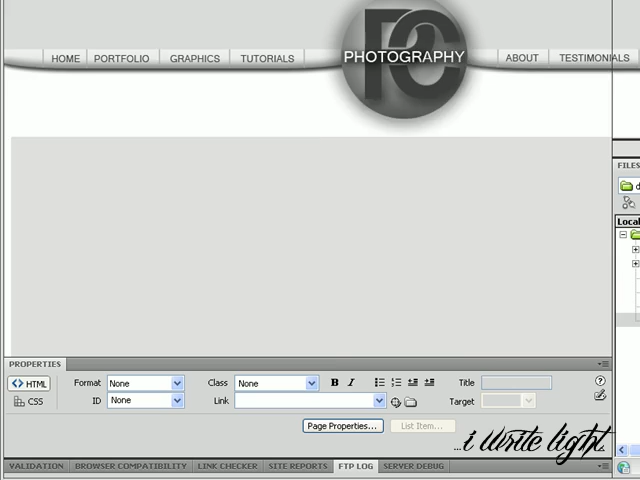 PC
HOME PORTFOLIO GRAPHICS TUTORIALS PHOTOGRAPHY ABOUT TESTIMONIALS
FILES
Local
PROPERTIES
HTML Format None Class None B I Title
CSS ID None Link Target
Page Properties... List Item...
...i write light
VALIDATION BROWSER COMPATIBILITY LINK CHECKER SITE REPORTS FTP LOG SERVER DEBUG